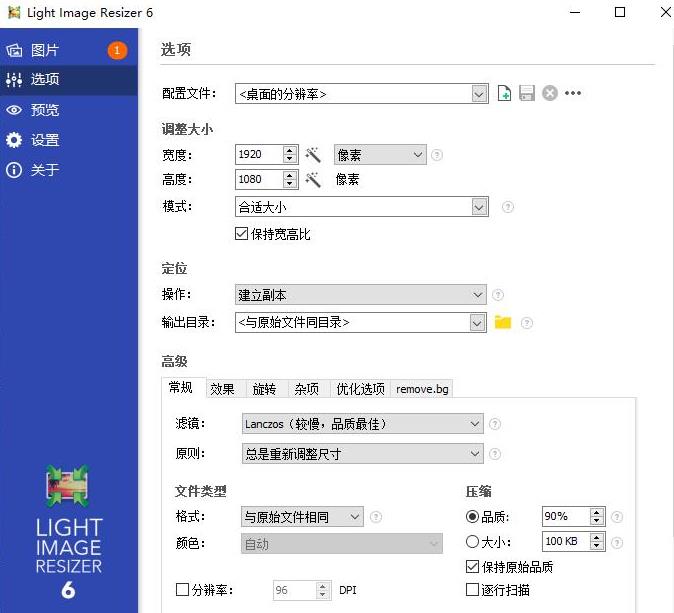 Light Image Resizer 6
图片 1
选项
预览
设置
关于
LIGHT
IMAGE
RESIZER
6
选项
配置文件: <桌面的分辨率>
调整大小
宽度: 1920 像素 ?
高度: 1080 像素
模式: 合适大小 ?
保持宽高比
定位
操作: 建立副本 ?
输出目录: <与原始文件同目录> ?
高级
常规 效果 旋转 杂项 优化选项 remove.bg
滤镜: Lanczos（较慢，品质最佳） ?
原则: 总是重新调整尺寸 ?
文件类型 压缩
格式: 与原始文件相同 ? 品质: 90% ?
颜色: 自动 大小: 100 KB ?
保持原始品质
分辨率: 96 DPI 逐行扫描